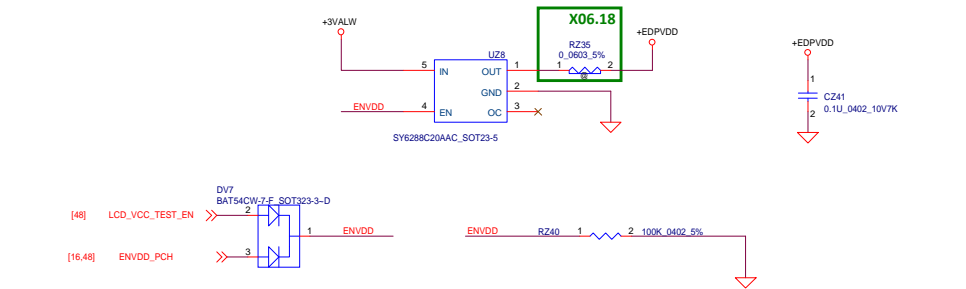 X06.18
+3VALW
+EDPVDD
RZ35
0_0603_5%
1 2
@
UZ8
5 IN OUT 1
GND 2
ENVDD 4 EN OC 3
SY6288C20AAC_SOT23-5
+EDPVDD
1
CZ41
0.1U_0402_10V7K
2
DV7
BAT54CW-7-F_SOT323-3~D
[48] LCD_VCC_TEST_EN 2
1 ENVDD
[16,48] ENVDD_PCH 3
ENVDD RZ40 1 2 100K_0402_5%